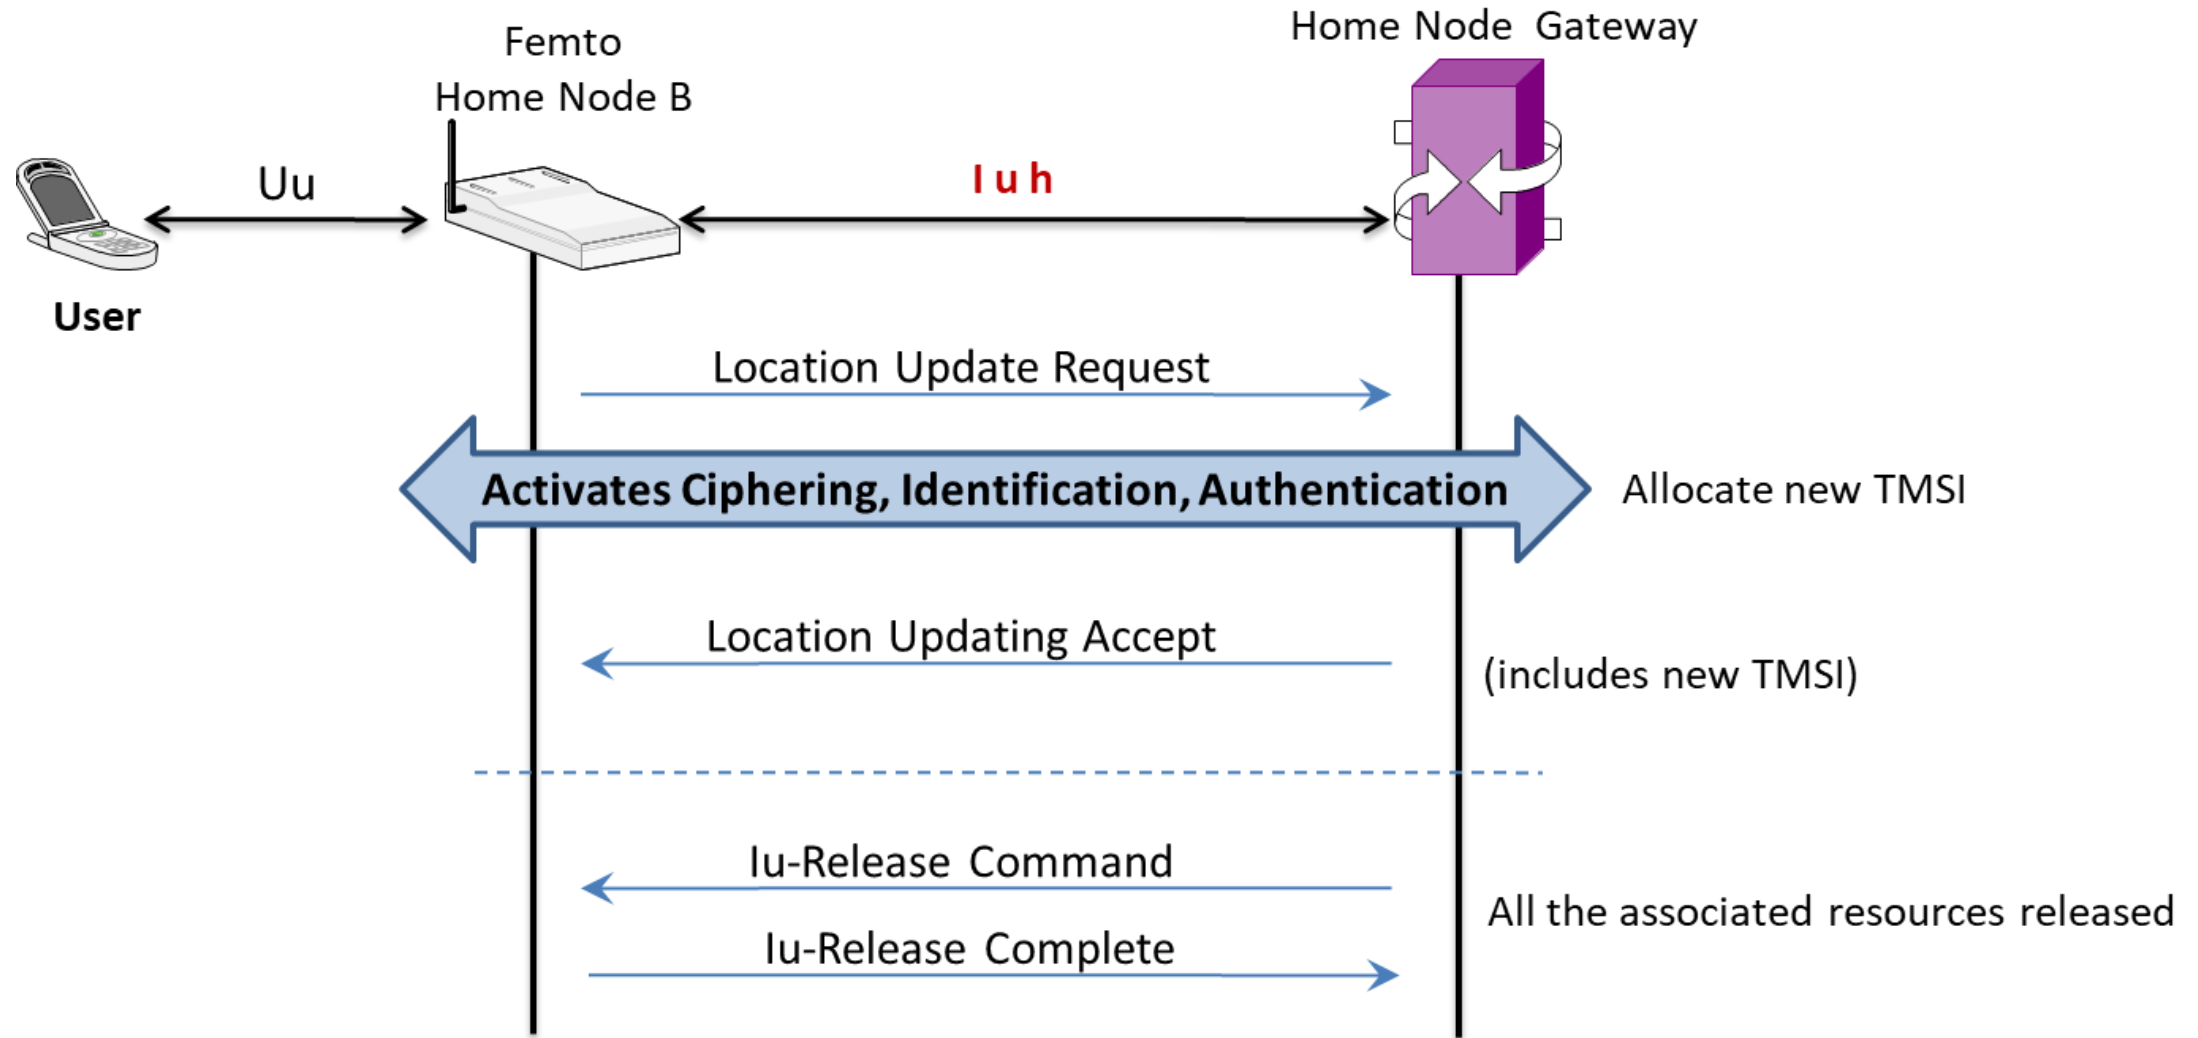 Femto
Home Node B
Home Node Gateway
Uu
I u h
User
Location Update Request
Activates Ciphering, Identification, Authentication
Allocate new TMSI
Location Updating Accept
(includes new TMSI)
Iu-Release Command
All the associated resources released
Iu-Release Complete